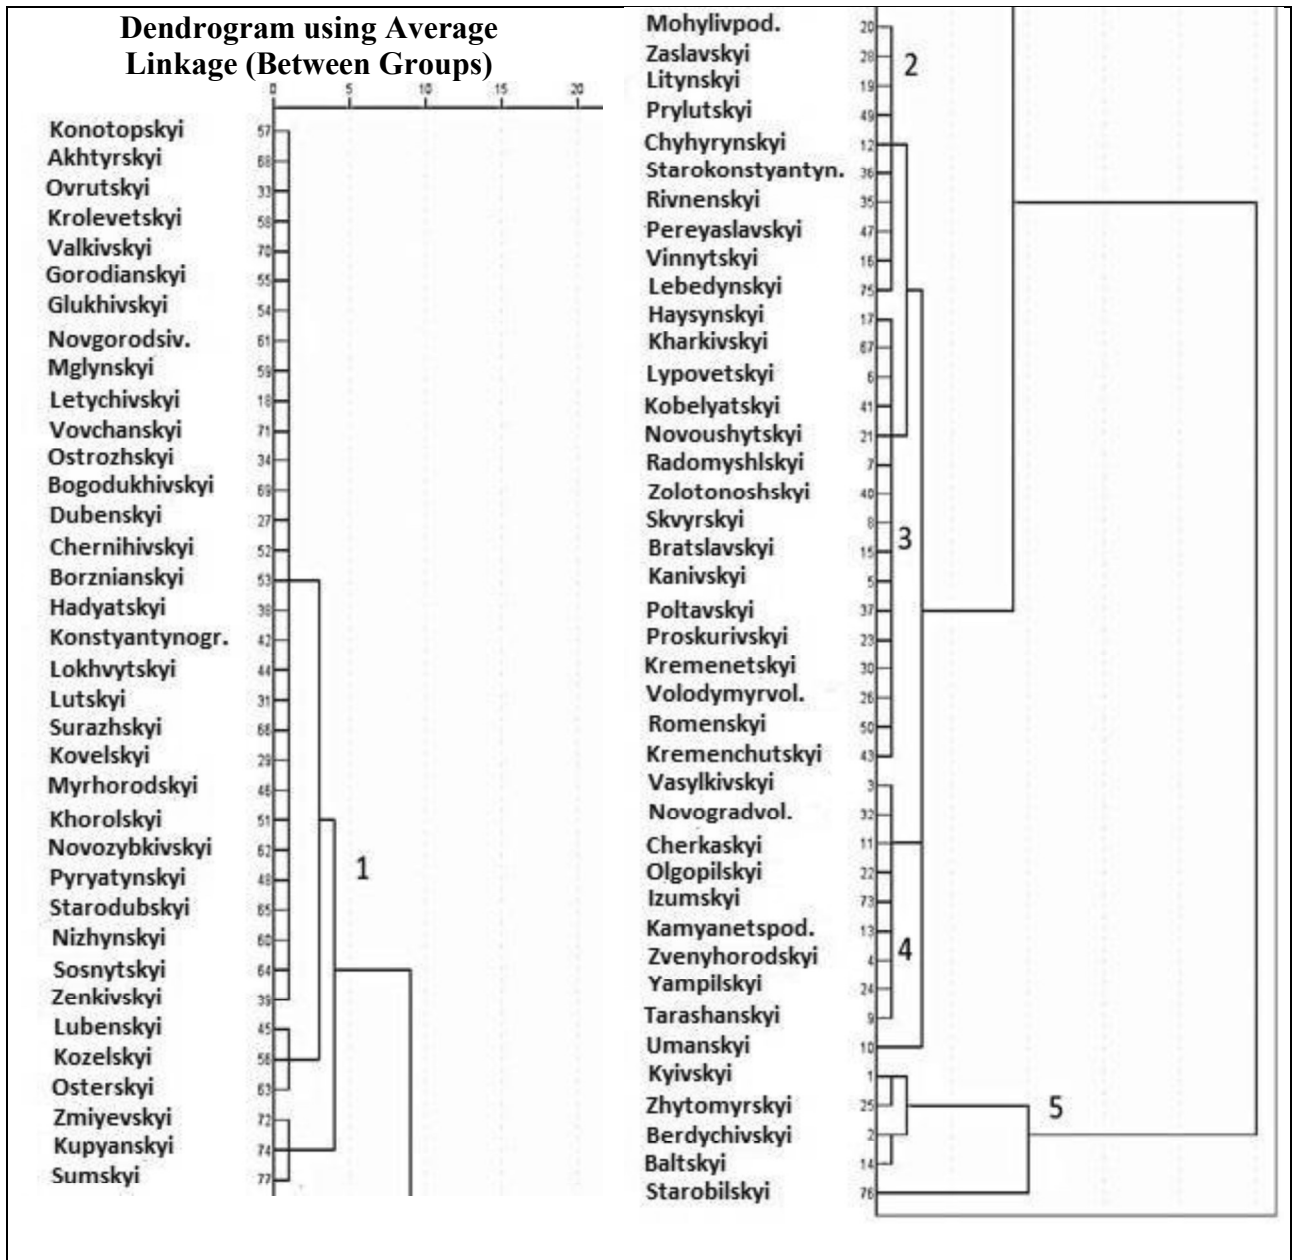 Dendrogram using Average
Linkage (Between Groups)
0 5 10 15 20
Konotopskyi 57
Akhtyrskyi 68
Ovrutskyi 33
Krolevetskyi 58
Valkivskyi 70
Gorodianskyi 55
Glukhivskyi 54
Novgorodsiv. 61
Mglynskyi 59
Letychivskyi 18
Vovchanskyi 71
Ostrozhskyi 34
Bogodukhivskyi 69
Dubenskyi 27
Chernihivskyi 52
Borznianskyi 53
Hadyatskyi 38
Konstyantynogr. 42
Lokhvytskyi 44
Lutskyi 31
Surazhskyi 66
Kovelskyi 29
Myrhorodskyi 46
Khorolskyi 51
Novozybkivskyi 62
Pyryatynskyi 48
Starodubskyi 65
Nizhynskyi 60
Sosnytskyi 64
Zenkivskyi 39
Lubenskyi 45
Kozelskyi 56
Osterskyi 63
Zmiyevskyi 72
Kupyanskyi 74
Sumskyi 77
1
Mohylivpod. 20
Zaslavskyi 28
Litynskyi 19
Prylutskyi 49
Chyhyrynskyi 12
Starokonstyantyn. 36
Rivnenskyi 35
Pereyaslavskyi 47
Vinnytskyi 16
Lebedynskyi 75
Haysynskyi 17
Kharkivskyi 67
Lypovetskyi 6
Kobelyatskyi 41
Novoushytskyi 21
Radomyshlskyi 7
Zolotonoshskyi 40
Skvyrskyi 8
Bratslavskyi 15
Kanivskyi 5
Poltavskyi 37
Proskurivskyi 23
Kremenetskyi 30
Volodymyrvol. 26
Romenskyi 50
Kremenchutskyi 43
Vasylkivskyi 3
Novogradvol. 32
Cherkaskyi 11
Olgopilskyi 22
Izumskyi 73
Kamyanetspod. 13
Zvenyhorodskyi 4
Yampilskyi 24
Tarashanskyi 9
Umanskyi 10
Kyivskyi 1
Zhytomyrskyi 25
Berdychivskyi 2
Baltskyi 14
Starobilskyi 76
2
3
4
5